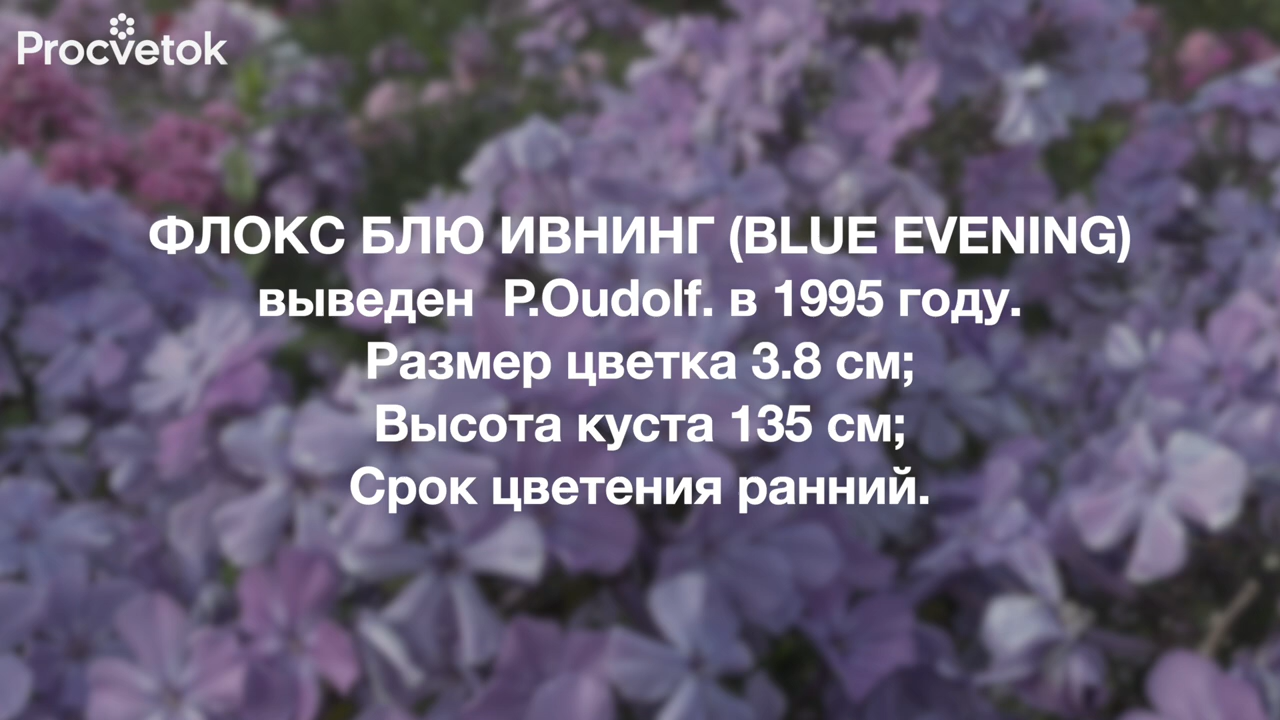 Procvetok
ФЛОКС БЛЮ ИВНИНГ (BLUE EVENING)
выведен P.Oudolf. в 1995 году.
Размер цветка 3.8 см;
Высота куста 135 см;
Срок цветения ранний.